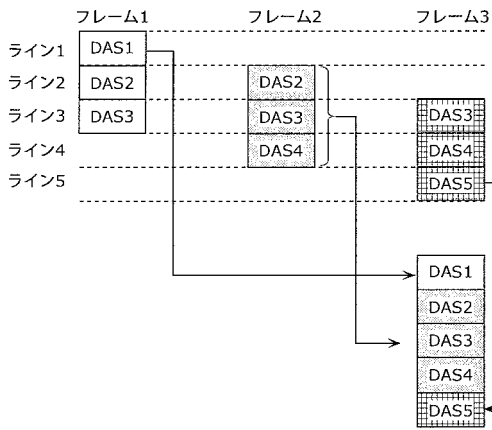 フレーム1 フレーム2 フレーム3
ライン1 DAS1
ライン2 DAS2 DAS2
ライン3 DAS3 DAS3 DAS3
ライン4 DAS4 DAS4
ライン5 DAS5
DAS1
DAS2
DAS3
DAS4
DAS5